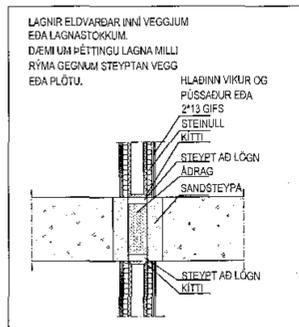 LAGNIR ELDVARÐAR INNÍ VEGGJUM
EÐA LAGNASTOKKUM.
DÆMI UM ÞÉTTINGU LAGNA MILLI
RÝMA GEGNUM STEYPTAN VEGG
EÐA PLÖTU.
HLAÐINN VIKUR OG
PÚSSAÐUR EÐA
2*13 GIFS
STEINULL
KÍTTI
STEYPT AÐ LÖGN
ÁDRAG
SANDSTEYPA
STEYPT AÐ LÖGN
KÍTTI